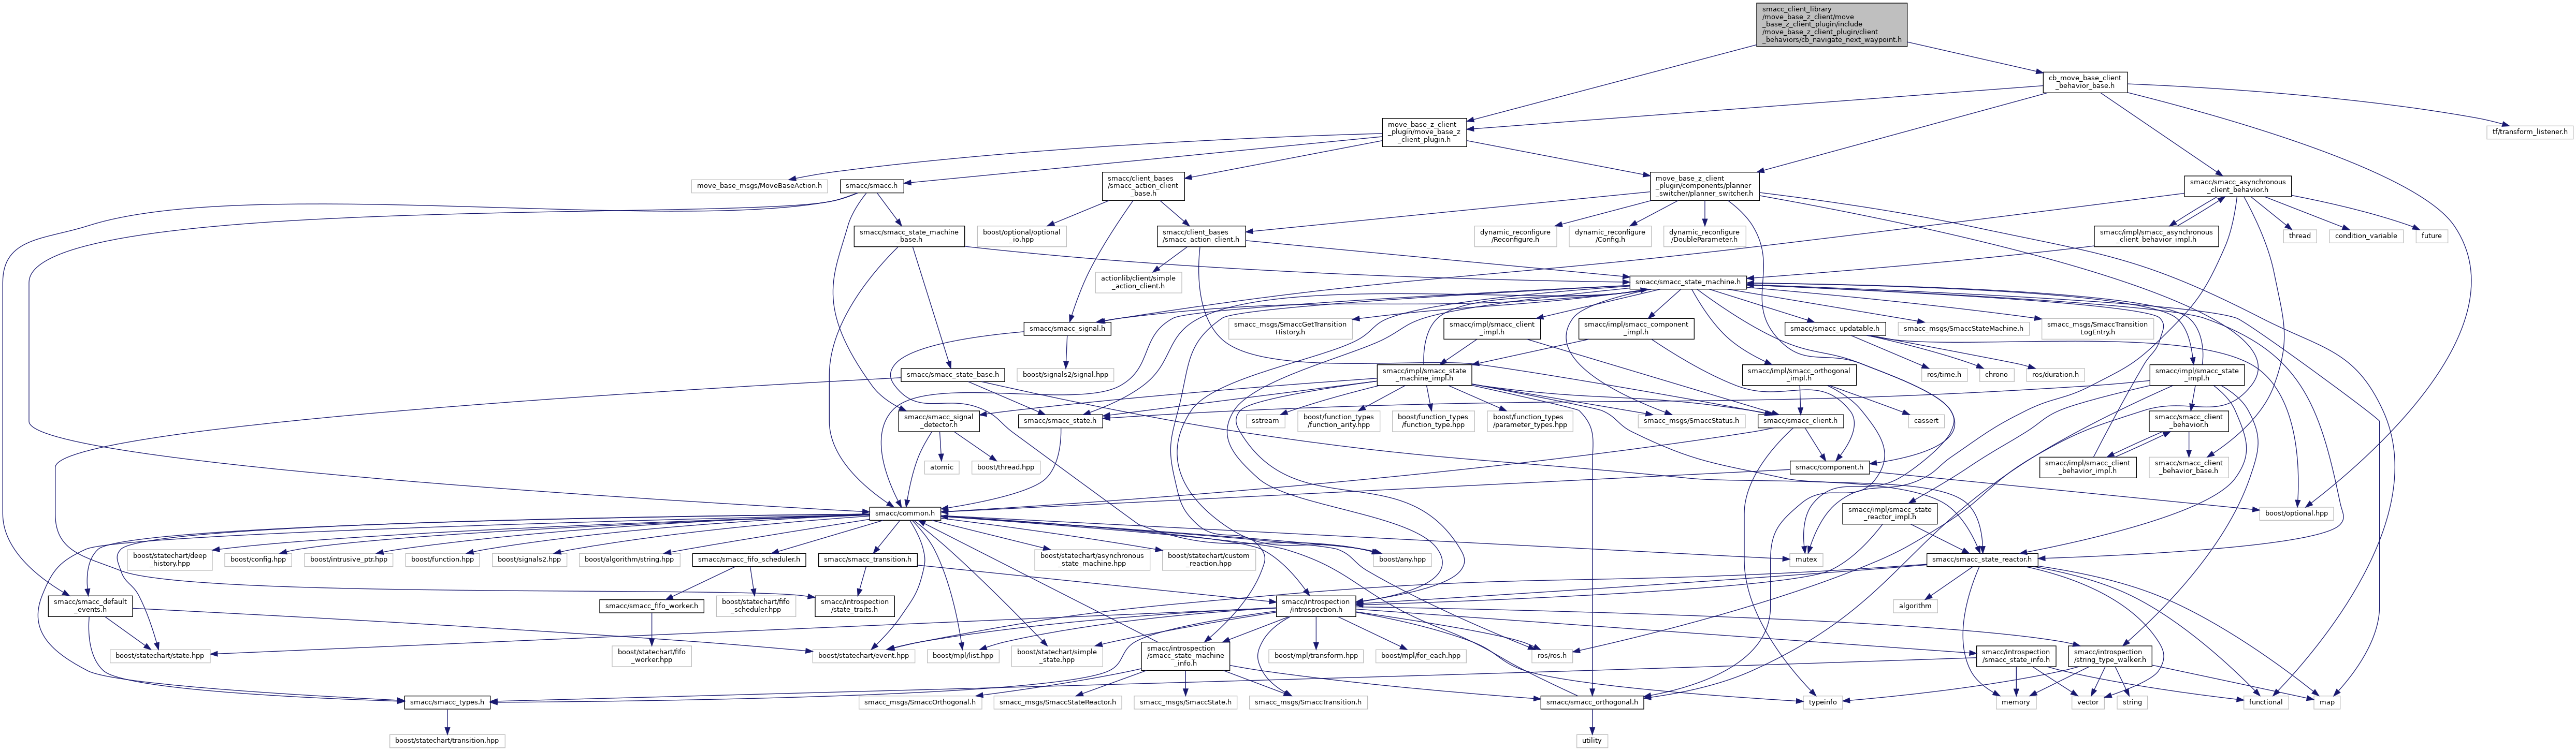 smacc_client_library
/move_base_z_client/move
_base_z_client_plugin/include
/move_base_z_client_plugin/client
_behaviors/cb_navigate_next_waypoint.h
cb_move_base_client
_behavior_base.h
move_base_z_client
_plugin/move_base_z
_client_plugin.h
tf/transform_listener.h
move_base_msgs/MoveBaseAction.h
smacc/smacc.h
smacc/client_bases
/smacc_action_client
_base.h
move_base_z_client
_plugin/components/planner
_switcher/planner_switcher.h
smacc/smacc_asynchronous
_client_behavior.h
smacc/smacc_state_machine
_base.h
boost/optional/optional
_io.hpp
smacc/client_bases
/smacc_action_client.h
dynamic_reconfigure
/Reconfigure.h
dynamic_reconfigure
/Config.h
dynamic_reconfigure
/DoubleParameter.h
smacc/impl/smacc_asynchronous
_client_behavior_impl.h
thread
condition_variable
future
actionlib/client/simple
_action_client.h
smacc/smacc_state_machine.h
smacc/smacc_signal.h
smacc_msgs/SmaccGetTransition
History.h
smacc/impl/smacc_client
_impl.h
smacc/impl/smacc_component
_impl.h
smacc/smacc_updatable.h
smacc_msgs/SmaccStateMachine.h
smacc_msgs/SmaccTransition
LogEntry.h
smacc/smacc_state_base.h
boost/signals2/signal.hpp
smacc/impl/smacc_state
_machine_impl.h
smacc/impl/smacc_orthogonal
_impl.h
ros/time.h
chrono
ros/duration.h
smacc/impl/smacc_state
_impl.h
smacc/smacc_signal
_detector.h
smacc/smacc_state.h
sstream
boost/function_types
/function_arity.hpp
boost/function_types
/function_type.hpp
boost/function_types
/parameter_types.hpp
smacc_msgs/SmaccStatus.h
smacc/smacc_client.h
cassert
smacc/smacc_client
_behavior.h
atomic
boost/thread.hpp
smacc/component.h
smacc/impl/smacc_client
_behavior_impl.h
smacc/smacc_client
_behavior_base.h
smacc/common.h
smacc/impl/smacc_state
_reactor_impl.h
boost/optional.hpp
boost/statechart/deep
_history.hpp
boost/config.hpp
boost/intrusive_ptr.hpp
boost/function.hpp
boost/signals2.hpp
boost/algorithm/string.hpp
smacc/smacc_fifo_scheduler.h
smacc/smacc_transition.h
boost/statechart/asynchronous
_state_machine.hpp
boost/statechart/custom
_reaction.hpp
boost/any.hpp
mutex
smacc/smacc_state_reactor.h
smacc/smacc_default
_events.h
smacc/smacc_fifo_worker.h
boost/statechart/fifo
_scheduler.hpp
smacc/introspection
/state_traits.h
smacc/introspection
/introspection.h
algorithm
boost/statechart/state.hpp
boost/statechart/fifo
_worker.hpp
boost/statechart/event.hpp
boost/mpl/list.hpp
boost/statechart/simple
_state.hpp
smacc/introspection
/smacc_state_machine
_info.h
boost/mpl/transform.hpp
boost/mpl/for_each.hpp
ros/ros.h
smacc/introspection
/smacc_state_info.h
smacc/introspection
/string_type_walker.h
smacc/smacc_types.h
smacc_msgs/SmaccOrthogonal.h
smacc_msgs/SmaccStateReactor.h
smacc_msgs/SmaccState.h
smacc_msgs/SmaccTransition.h
smacc/smacc_orthogonal.h
typeinfo
memory
vector
string
functional
map
boost/statechart/transition.hpp
utility